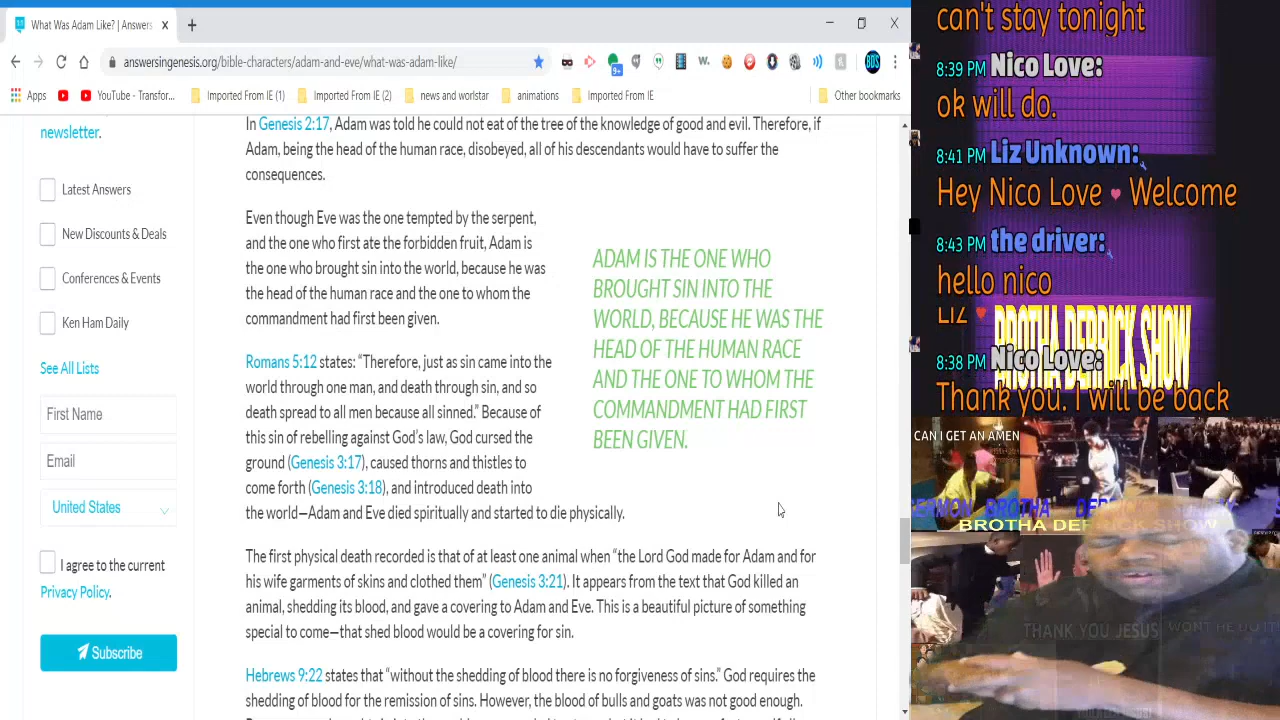 What Was Adam Like? | Answers
answersingenesis.org/bible-characters/adam-and-eve/what-was-adam-like/
9+
W.
BDS
Apps
YouTube - Transfor...
Imported From IE (1)
Imported From IE (2)
news and worlstar
animations
Imported From IE
Other bookmarks
newsletter.
Latest Answers
New Discounts & Deals
Conferences & Events
Ken Ham Daily
See All Lists
First Name
Email
United States
I agree to the current
Privacy Policy.
Subscribe
In Genesis 2:17, Adam was told he could not eat of the tree of the knowledge of good and evil. Therefore, if
Adam, being the head of the human race, disobeyed, all of his descendants would have to suffer the
consequences.
Even though Eve was the one tempted by the serpent,
and the one who first ate the forbidden fruit, Adam is
the one who brought sin into the world, because he was
the head of the human race and the one to whom the
commandment had first been given.
ADAM IS THE ONE WHO
BROUGHT SIN INTO THE
WORLD, BECAUSE HE WAS THE
HEAD OF THE HUMAN RACE
AND THE ONE TO WHOM THE
COMMANDMENT HAD FIRST
BEEN GIVEN.
Romans 5:12 states: “Therefore, just as sin came into the
world through one man, and death through sin, and so
death spread to all men because all sinned.” Because of
this sin of rebelling against God’s law, God cursed the
ground (Genesis 3:17), caused thorns and thistles to
come forth (Genesis 3:18), and introduced death into
the world—Adam and Eve died spiritually and started to die physically.
The first physical death recorded is that of at least one animal when “the Lord God made for Adam and for
his wife garments of skins and clothed them” (Genesis 3:21). It appears from the text that God killed an
animal, shedding its blood, and gave a covering to Adam and Eve. This is a beautiful picture of something
special to come—that shed blood would be a covering for sin.
Hebrews 9:22 states that “without the shedding of blood there is no forgiveness of sins.” God requires the
shedding of blood for the remission of sins. However, the blood of bulls and goats was not good enough.
can't stay tonight
8:39 PM Nico Love:
ok will do.
8:41 PM Liz Unknown:
Hey Nico Love Welcome
8:43 PM the driver:
hello nico
Liz
BROTHA DERRICK SHOW
8:38 PM Nico Love:
Thank you. I will be back
CAN I GET AN AMEN
SERMON BROTHA
BROTHA DERRICK SHOW
THANK YOU JESUS
WONT HE DO IT